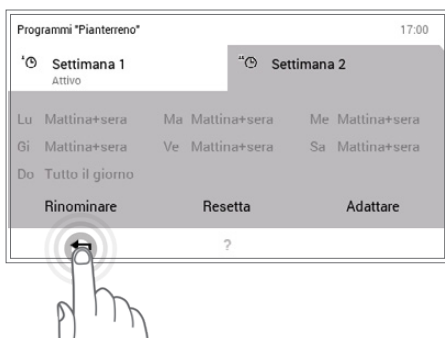 Programmi "Pianterreno" 17:00
Settimana 1 Settimana 2
Attivo
Lu Mattina+sera Ma Mattina+sera Me Mattina+sera
Gi Mattina+sera Ve Mattina+sera Sa Mattina+sera
Do Tutto il giorno
Rinominare Resetta Adattare
?